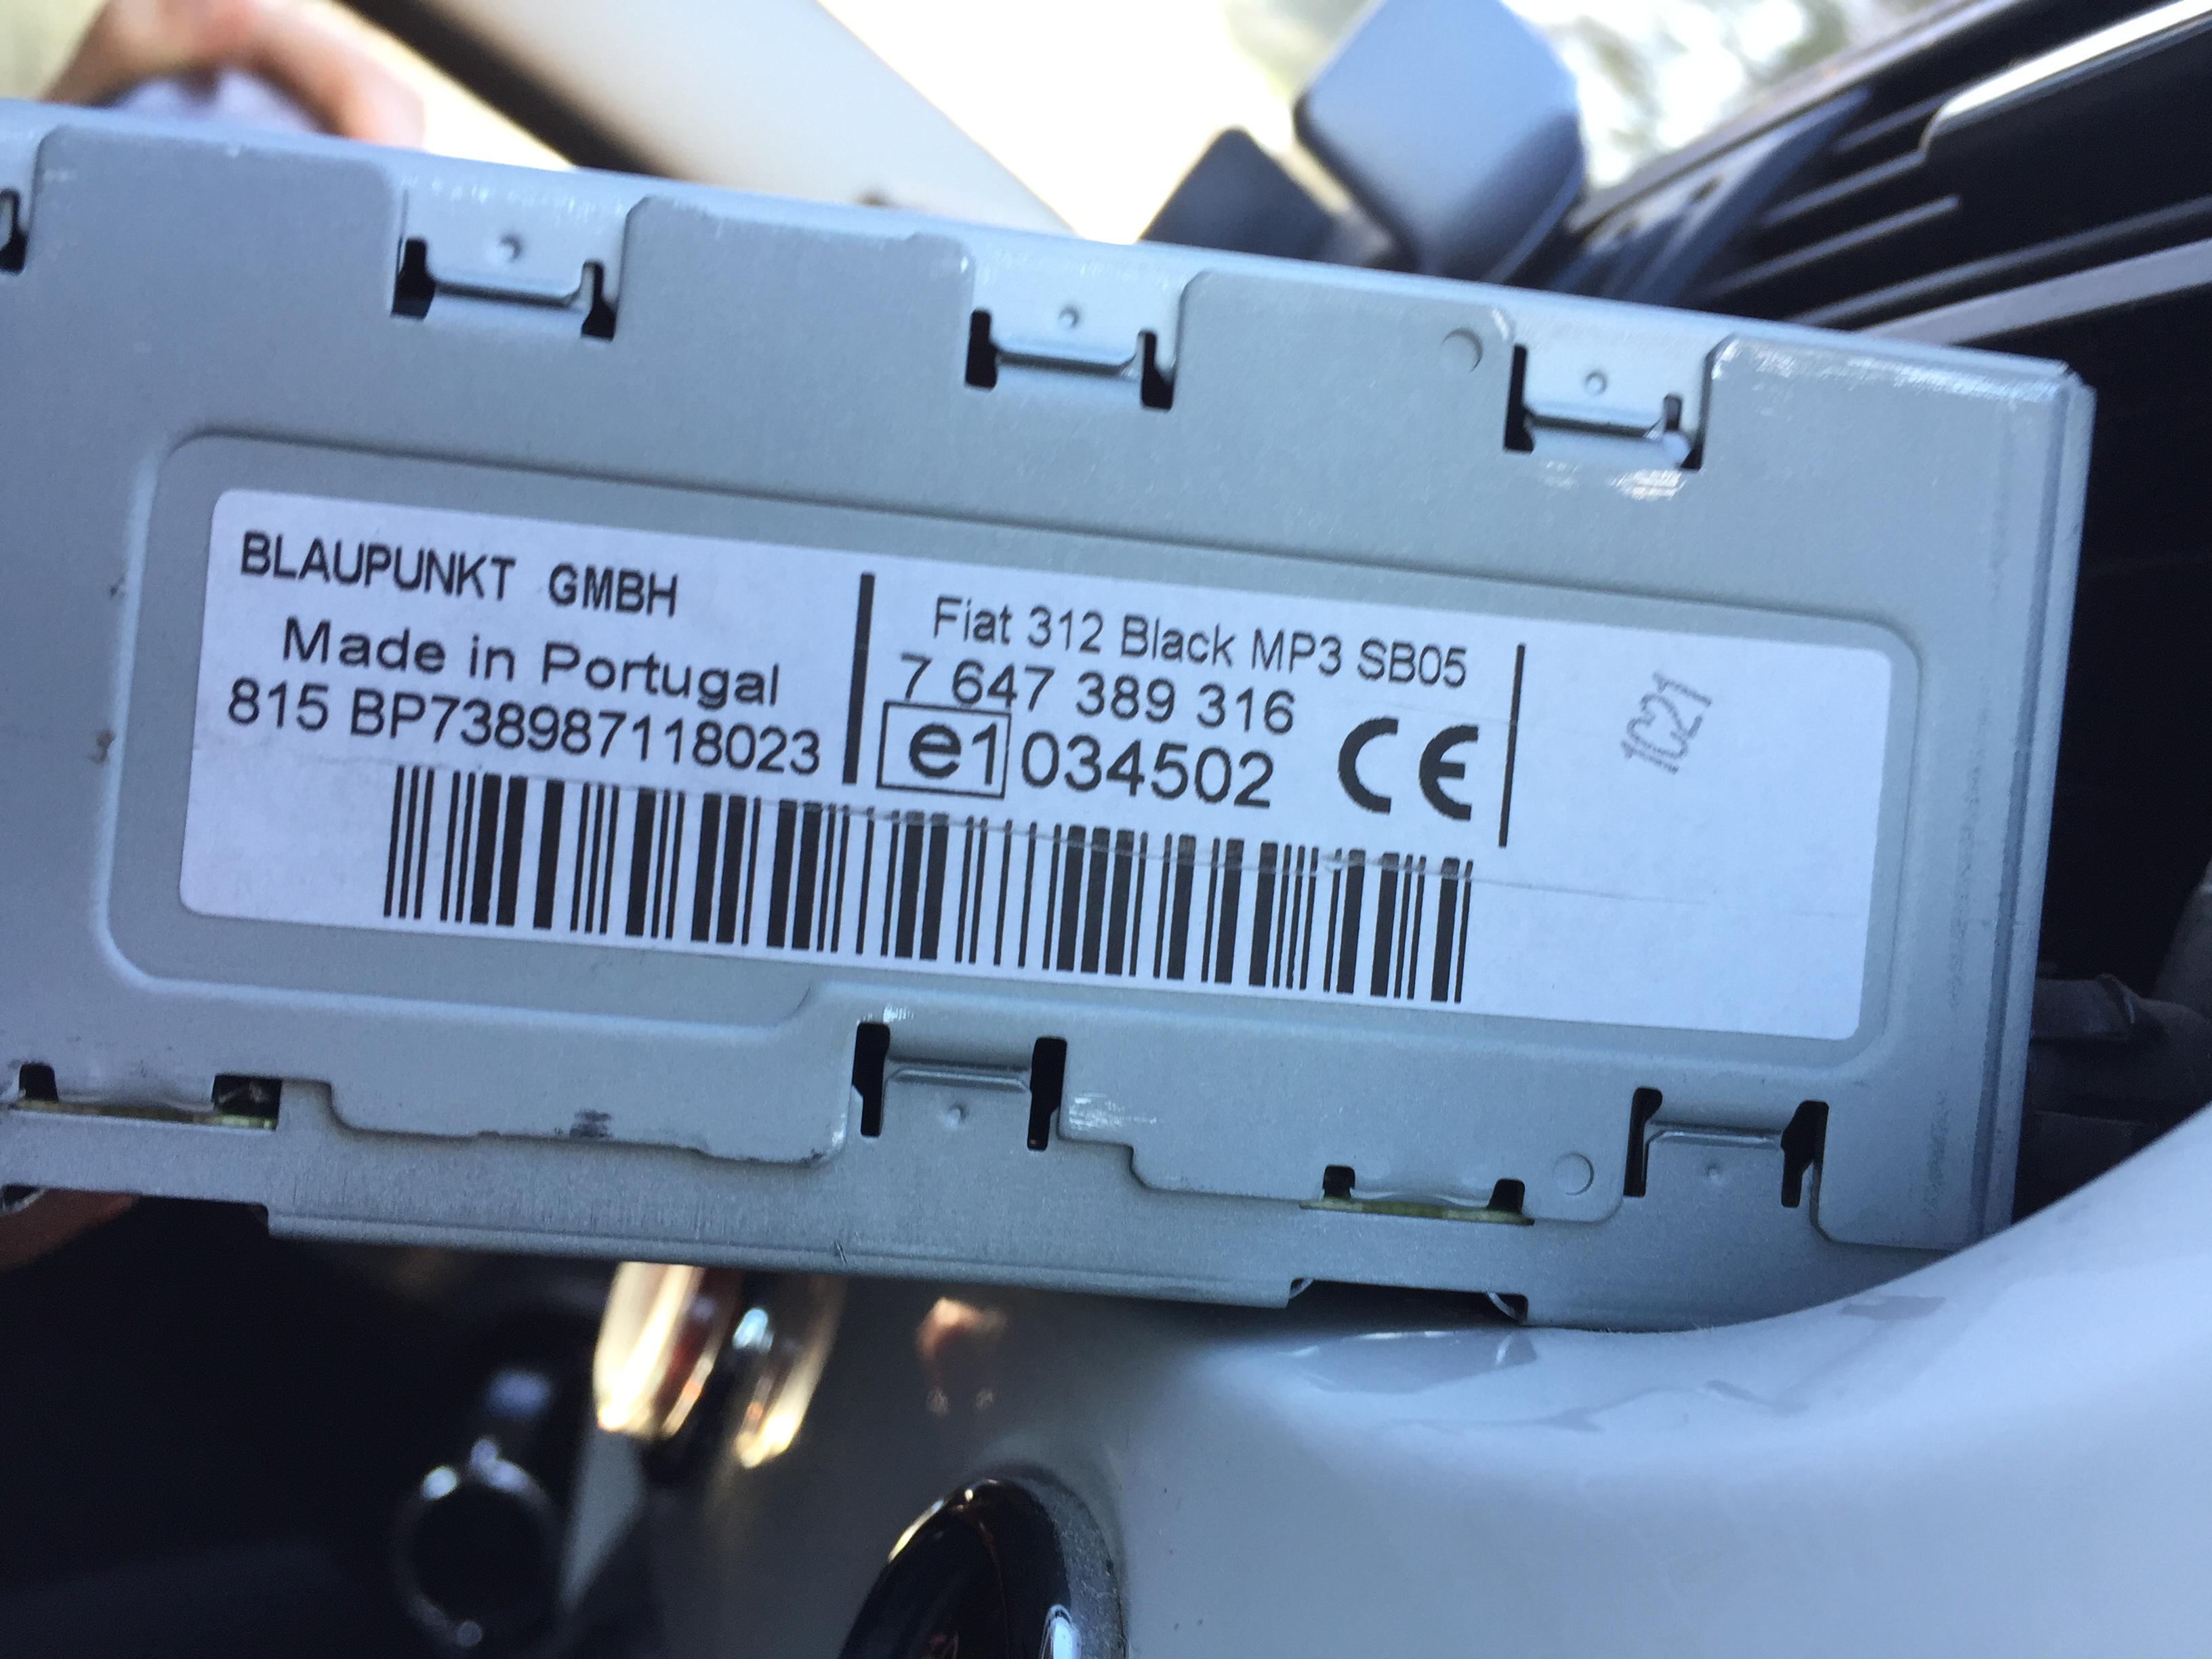 BLAUPUNKT GMBH
Made in Portugal
815 BP738987118023
Fiat 312 Black MP3 SB05
7 647 389 316
e1 034502 CE
1C21